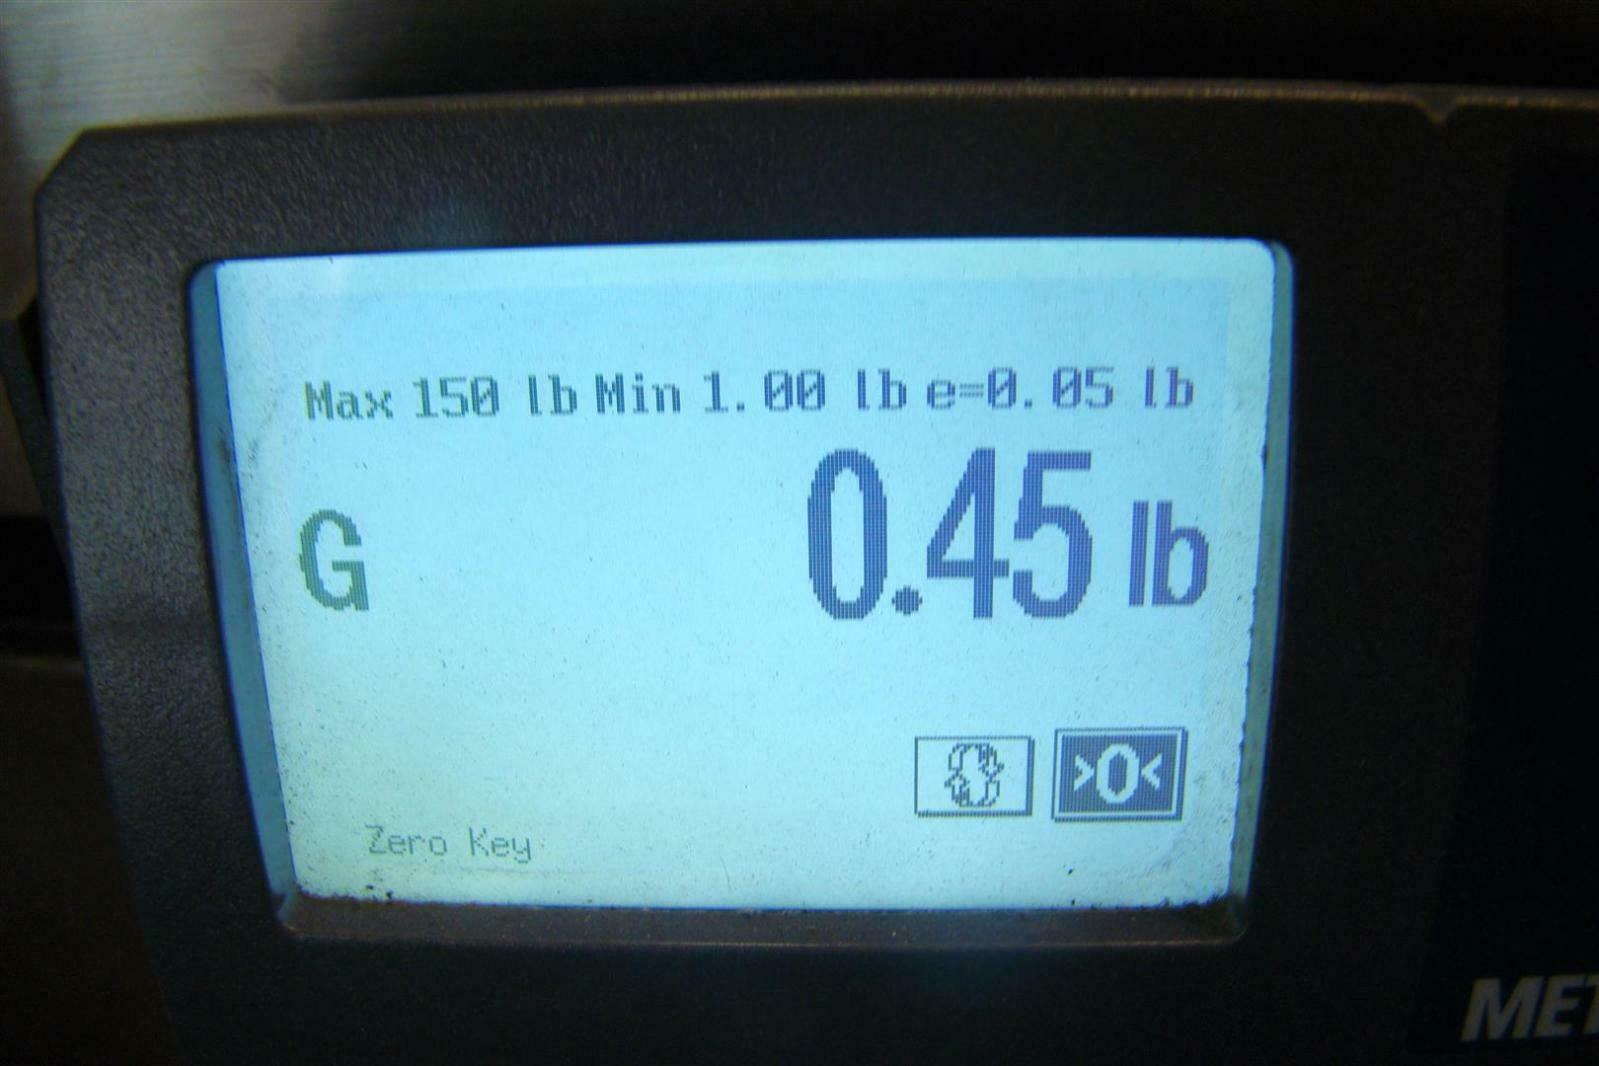 Max 150 lb Min 1.00 lb e=0.05 lb
G 0.45 lb
>0<
Zero Key
MET